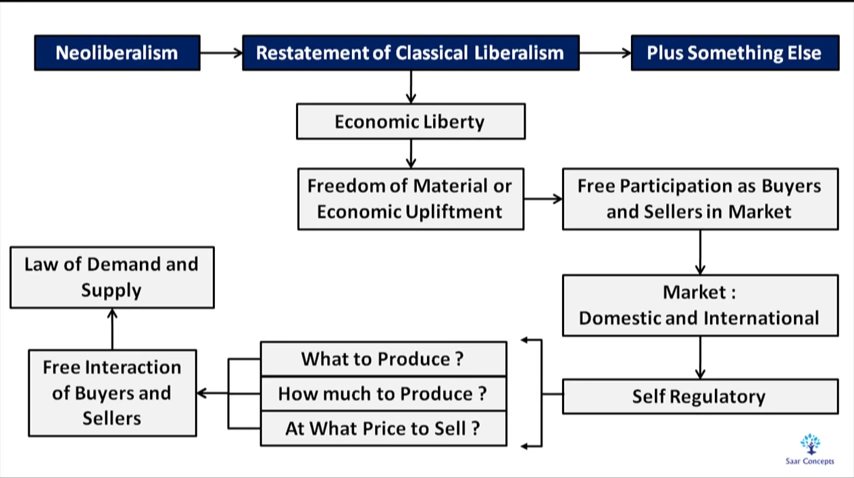 Neoliberalism
Restatement of Classical Liberalism
Plus Something Else
Economic Liberty
Freedom of Material or
Economic Upliftment
Free Participation as Buyers
and Sellers in Market
Market :
Domestic and International
Self Regulatory
What to Produce ?
How much to Produce ?
At What Price to Sell ?
Free Interaction
of Buyers and
Sellers
Law of Demand and
Supply
Saar Concepts